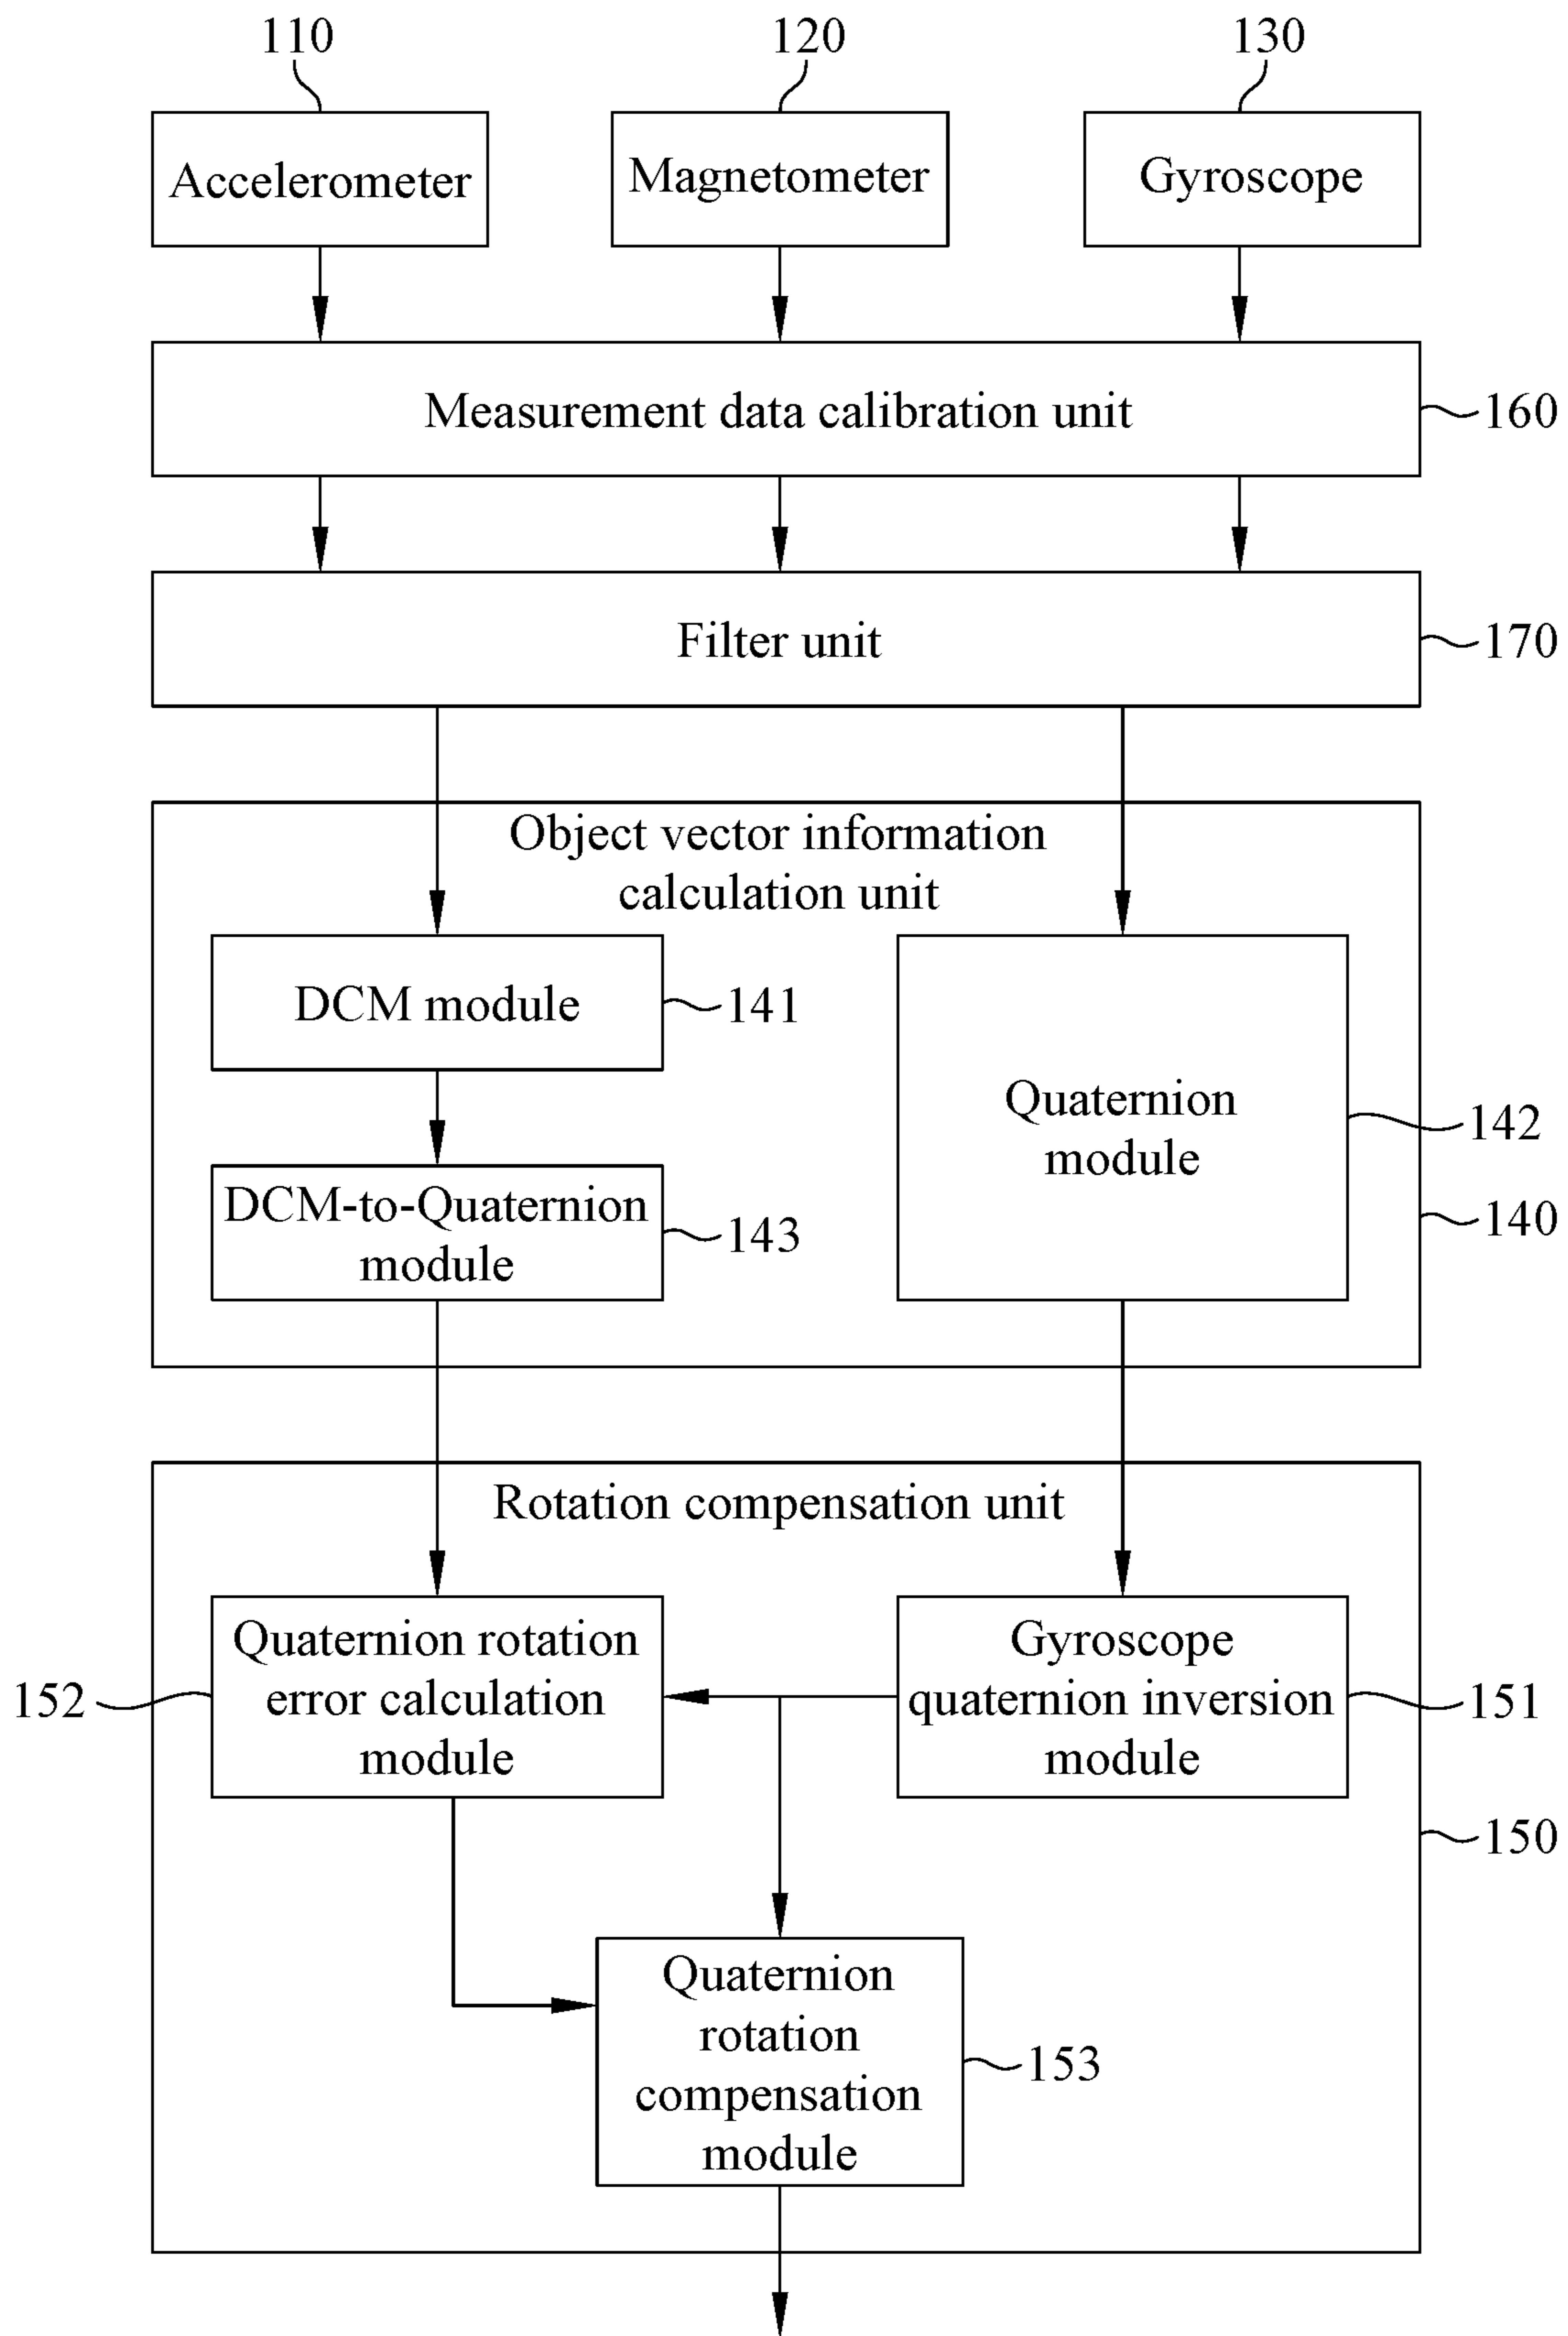 110
120
130
Accelerometer
Magnetometer
Gyroscope
Measurement data calibration unit
160
Filter unit
170
Object vector information
calculation unit
DCM module
141
Quaternion
module
142
DCM-to-Quaternion
module
143
140
Rotation compensation unit
Quaternion rotation
error calculation
module
152
Gyroscope
quaternion inversion
module
151
150
Quaternion
rotation
compensation
module
153